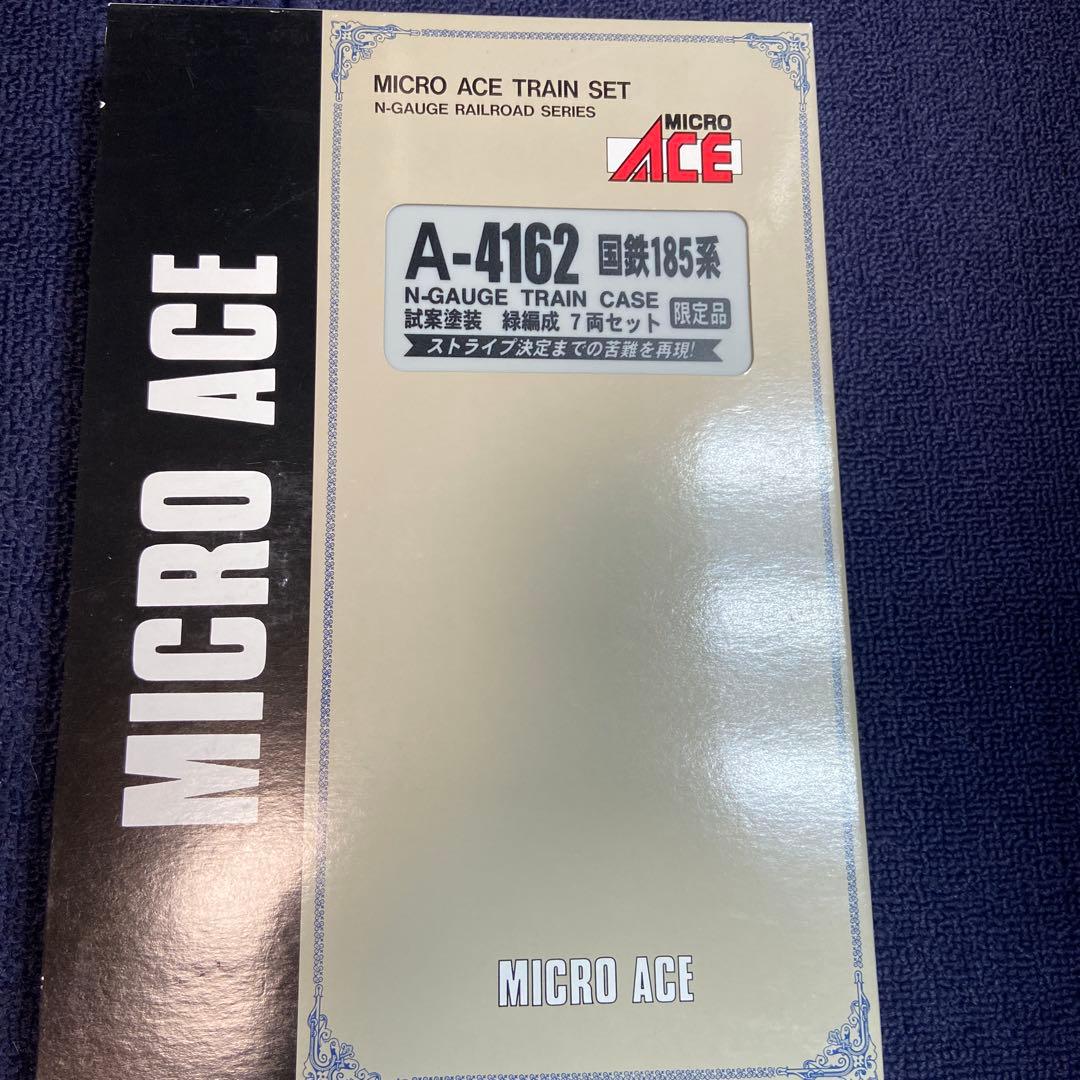 MICRO ACE
MICRO ACE TRAIN SET
N-GAUGE RAILROAD SERIES
MICRO
ACE
A-4162 国鉄185系
N-GAUGE TRAIN CASE
試案塗装 緑編成 7両セット 限定品
ストライプ決定までの苦難を再現!
MICRO ACE